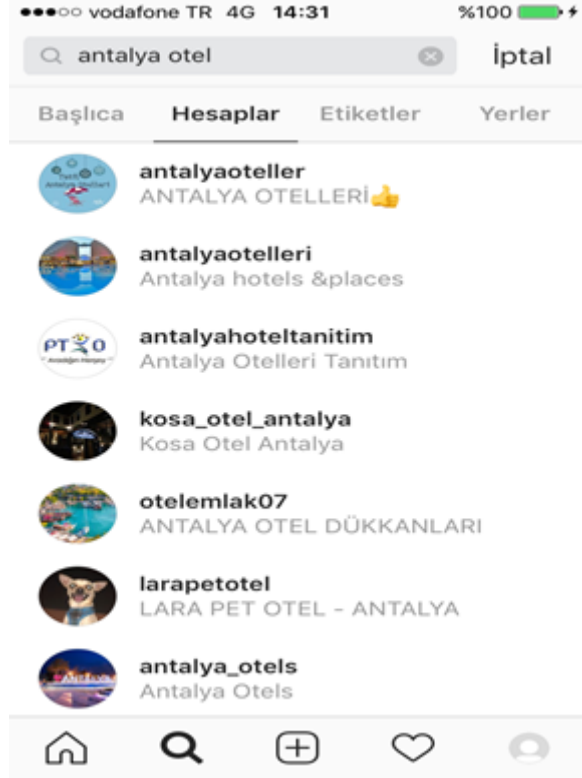 vodafone TR 4G 14:31 %100
antalya otel İptal
Başlıca Hesaplar Etiketler Yerler
antalyaoteller
ANTALYA OTELLERİ👍
antalyaotelleri
Antalya hotels &places
antalyahoteltanitim
Antalya Otelleri Tanıtım
PT O
kosa_otel_antalya
Kosa Otel Antalya
otelemlak07
ANTALYA OTEL DÜKKANLARI
larapetotel
LARA PET OTEL - ANTALYA
antalya_otels
Antalya Otels